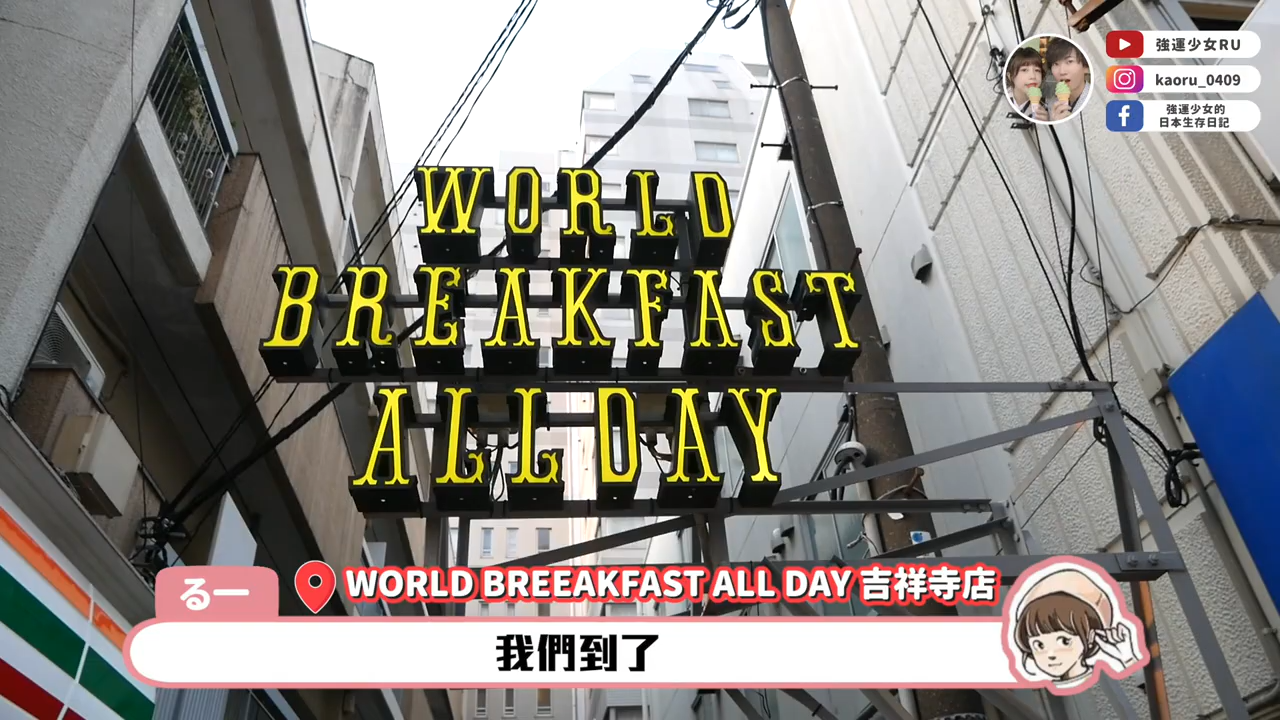 強運少女RU
kaoru_0409
強運少女的
日本生存日記
WORLD
BREAKFAST
ALL DAY
るー
WORLD BREEAKFAST ALL DAY 吉祥寺店
我們到了